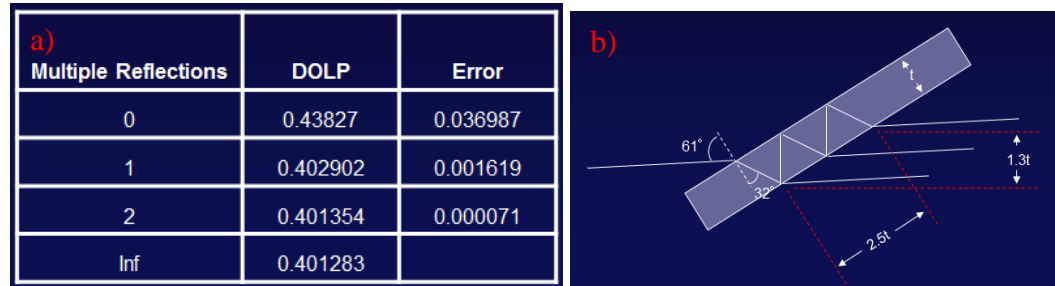 a)
Multiple Reflections DOLP Error
0 0.43827 0.036987
1 0.402902 0.001619
2 0.401354 0.000071
Inf 0.401283
b)
t
61°
32°
1.3t
2.5t